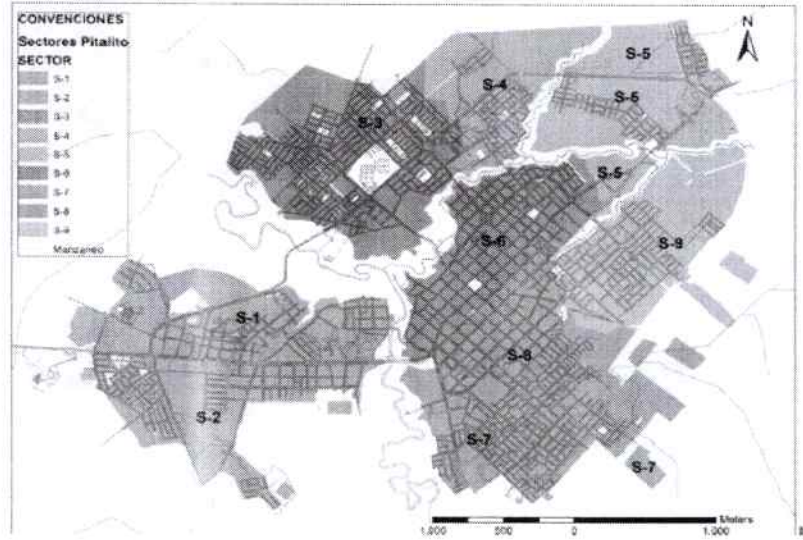 CONVENCIONES
Sectores Pitalito
SECTOR
S-1
S-2
S-3
S-4
S-5
S-6
S-7
S-8
S-9
Manzaneo
N
S-5
S-4
S-5
S-3
S-5
S-6
S-9
S-1
S-8
S-2
S-7
S-7
Meters
1,000 500 0 1,000